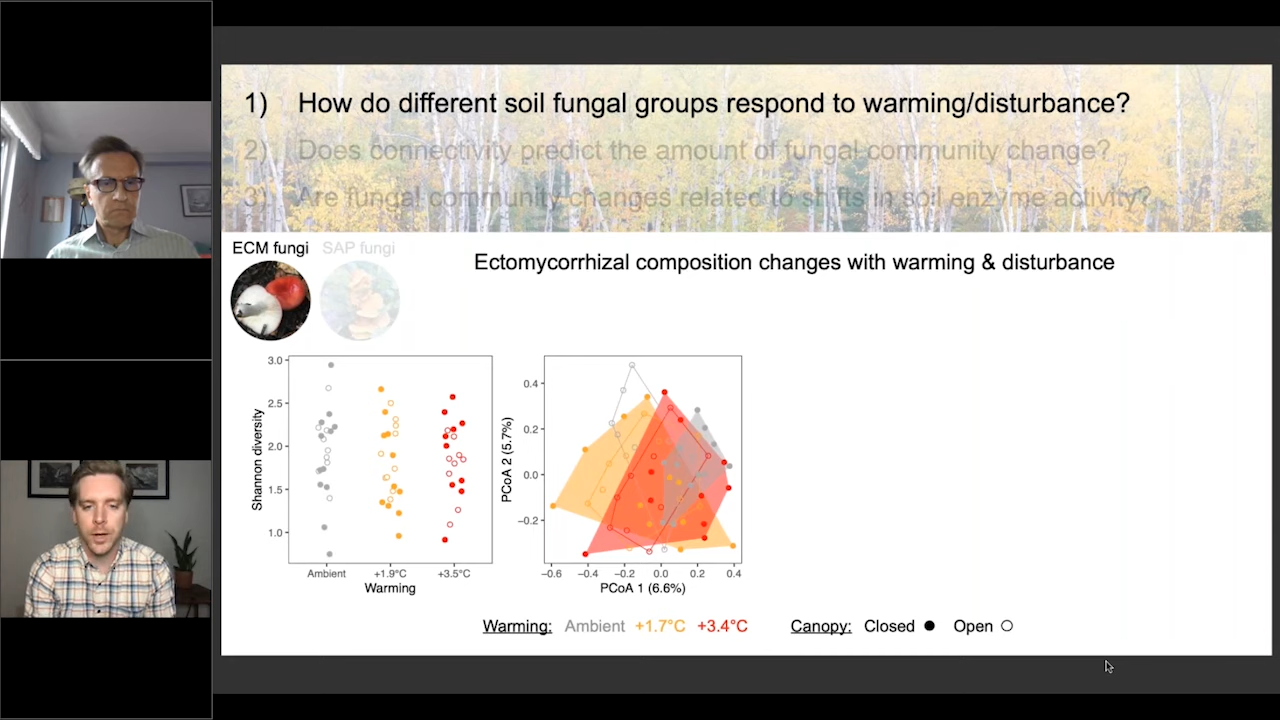 1) How do different soil fungal groups respond to warming/disturbance?
2) Does connectivity predict the amount of fungal community change?
3) Are fungal community changes related to shifts in soil enzyme activity?
ECM fungi SAP fungi
Ectomycorrhizal composition changes with warming & disturbance
Shannon diversity
3.0
2.5
2.0
1.5
1.0
Ambient +1.9°C +3.5°C
Warming
PCoA 2 (5.7%)
0.4
0.2
0.0
−0.2
−0.6 −0.4 −0.2 0.0 0.2 0.4
PCoA 1 (6.6%)
Warming: Ambient +1.7°C +3.4°C Canopy: Closed Open